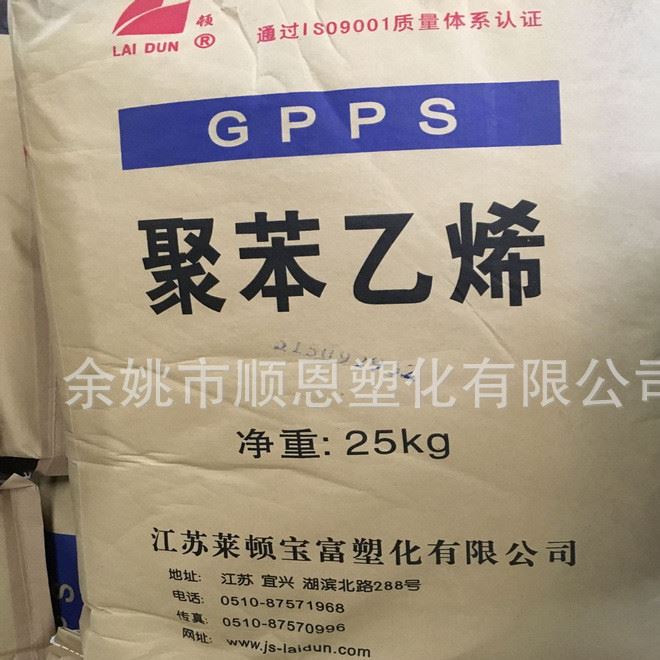 顿
LAI DUN ®
通过ISO9001质量体系认证
GPPS
聚苯乙烯
余姚市顺恩塑化有限公司
净重: 25kg
江苏莱顿宝富塑化有限公司
地址: 江苏 宜兴 湖滨北路288号
电话: 0510-87571968
传真: 0510-87570996
网址: www.js-laidun.com
PS